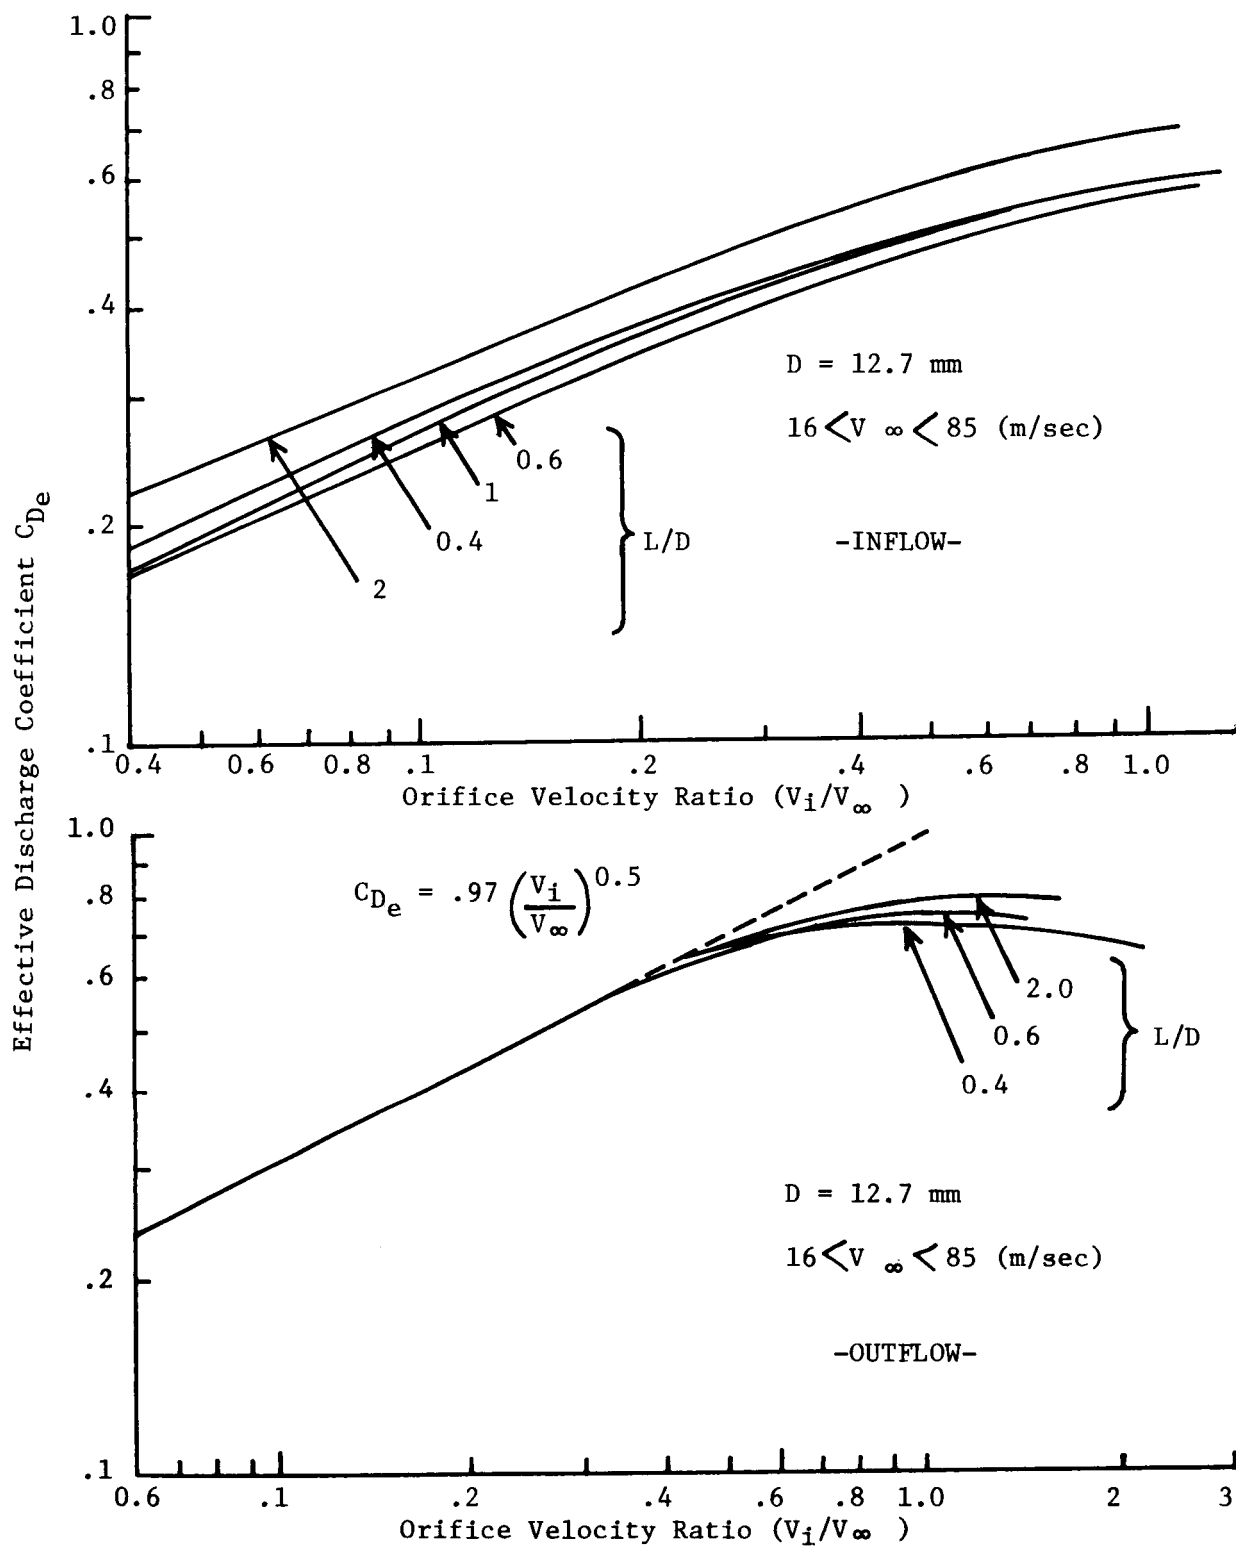 1.0
.8
.6
.4
.2
.1
D = 12.7 mm
16 < V ∞ < 85 (m/sec)
0.6
1
0.4
2
L/D
-INFLOW-
0.4 0.6 0.8 .1 .2 .4 .6 .8 1.0
Orifice Velocity Ratio (Vi/V∞ )
Effective Discharge Coefficient CDe
1.0
.8
.6
.4
.2
.1
CDe = .97 (Vi/V∞)0.5
2.0
0.6
0.4
L/D
D = 12.7 mm
16 < V ∞ < 85 (m/sec)
-OUTFLOW-
0.6 .1 .2 .4 .6 .8 1.0 2 3
Orifice Velocity Ratio (Vi/V∞ )